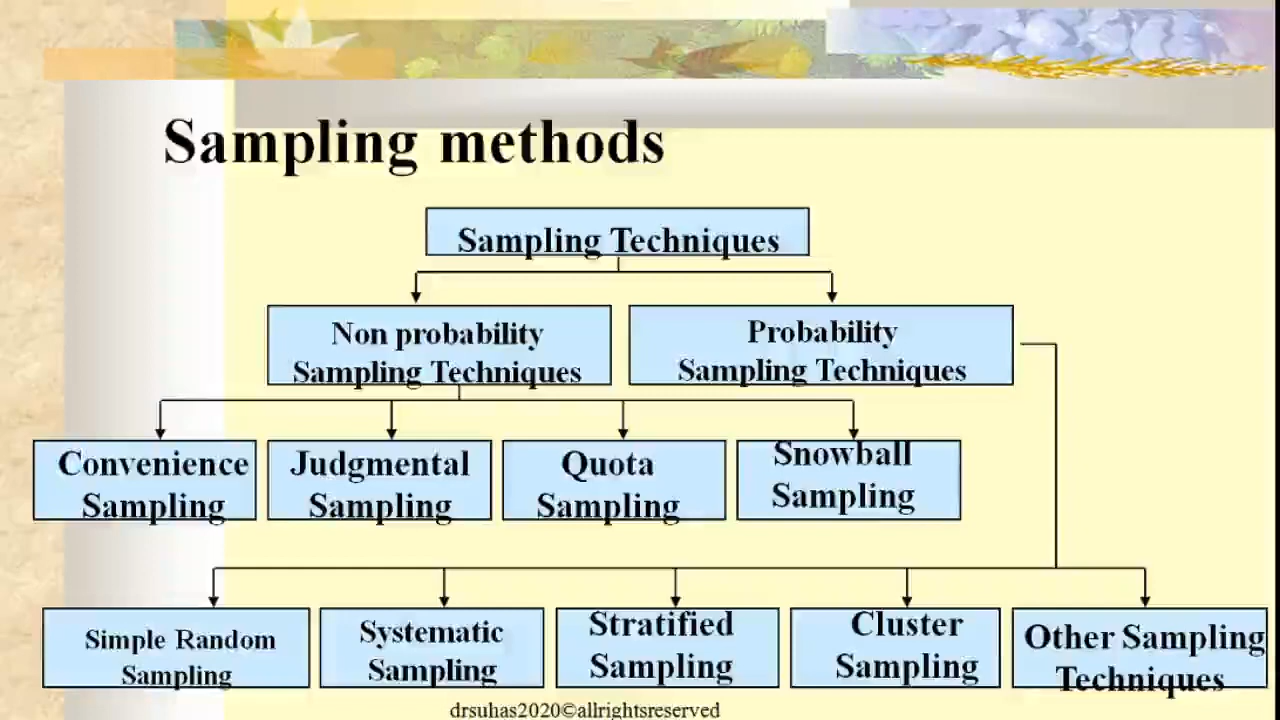 Sampling methods
Sampling Techniques
Non probability
Sampling Techniques
Probability
Sampling Techniques
Convenience
Sampling
Judgmental
Sampling
Quota
Sampling
Snowball
Sampling
Simple Random
Sampling
Systematic
Sampling
Stratified
Sampling
Cluster
Sampling
Other Sampling
Techniques
drsuhas2020©allrightsreserved